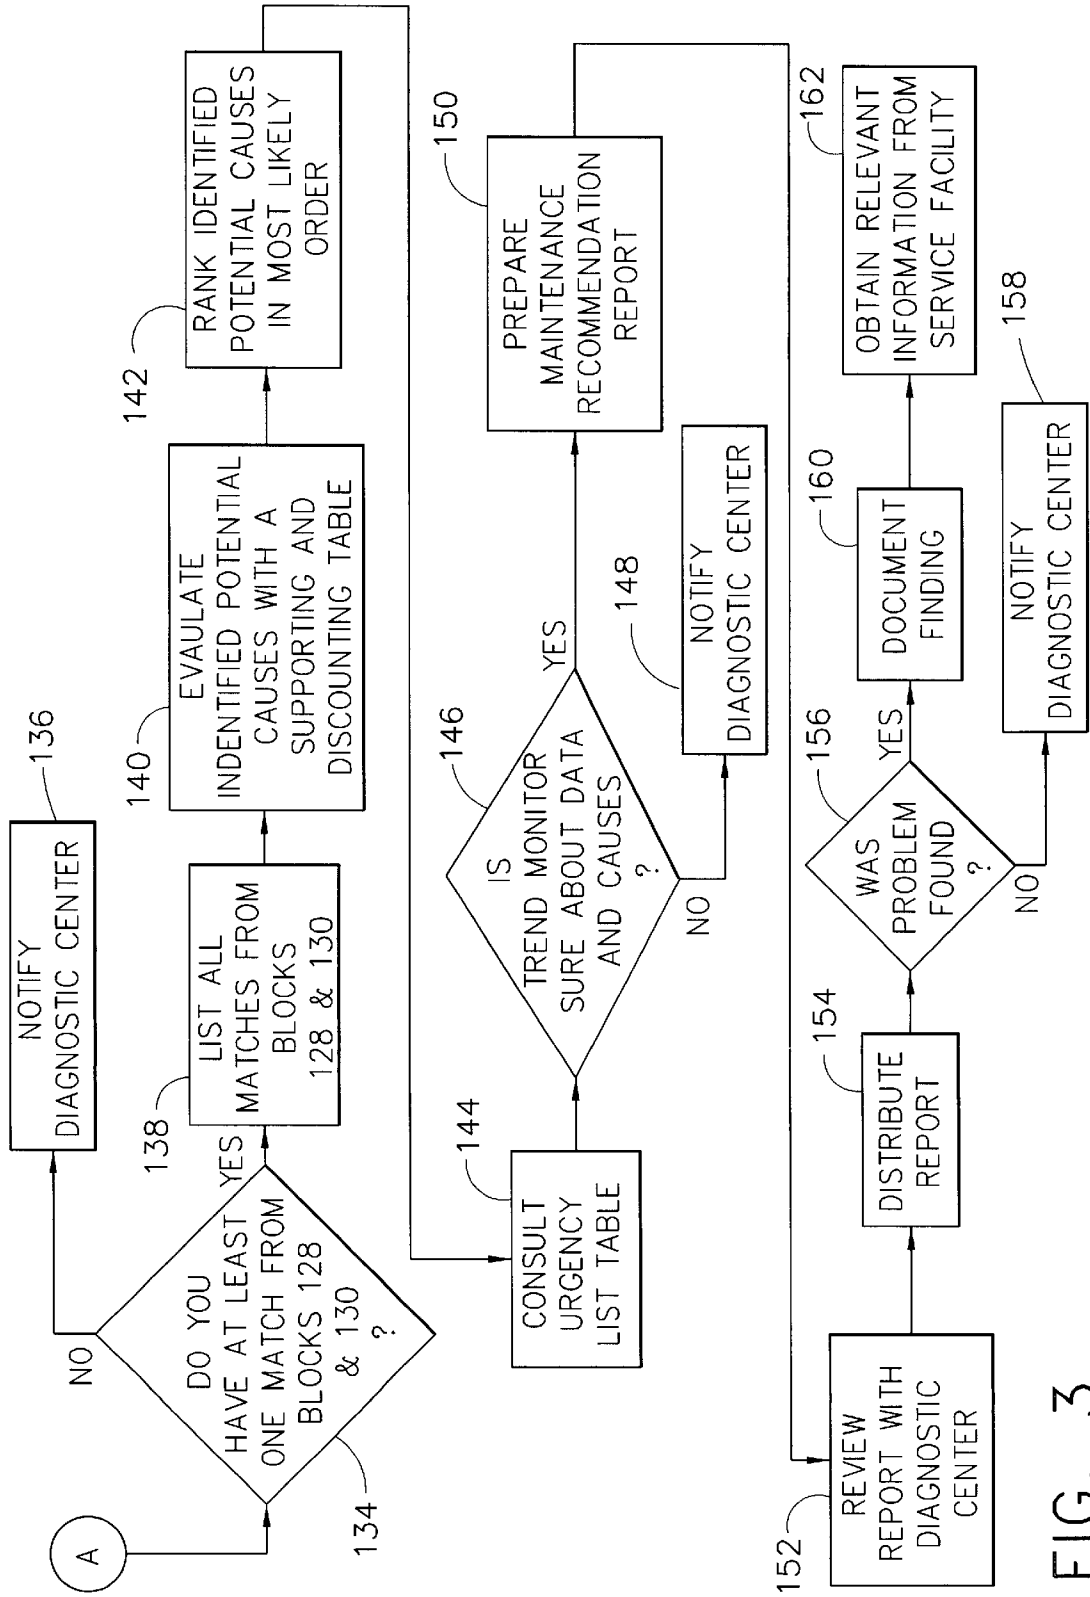 A
134
DO YOU
HAVE AT LEAST
ONE MATCH FROM
BLOCKS 128
& 130
?
NO
YES
136
NOTIFY
DIAGNOSTIC CENTER
138
LIST ALL
MATCHES FROM
BLOCKS
128 & 130
140
EVAULATE
INDENTIFIED POTENTIAL
CAUSES WITH A
SUPPORTING AND
DISCOUNTING TABLE
142
RANK IDENTIFIED
POTENTIAL CAUSES
IN MOST LIKELY
ORDER
144
CONSULT
URGENCY
LIST TABLE
146
IS
TREND MONITOR
SURE ABOUT DATA
AND CAUSES
?
YES
NO
148
NOTIFY
DIAGNOSTIC CENTER
150
PREPARE
MAINTENANCE
RECOMMENDATION
REPORT
152
REVIEW
REPORT WITH
DIAGNOSTIC
CENTER
154
DISTRIBUTE
REPORT
156
WAS
PROBLEM
FOUND
?
YES
NO
158
NOTIFY
DIAGNOSTIC CENTER
160
DOCUMENT
FINDING
162
OBTAIN RELEVANT
INFORMATION FROM
SERVICE FACILITY
FIG. 3